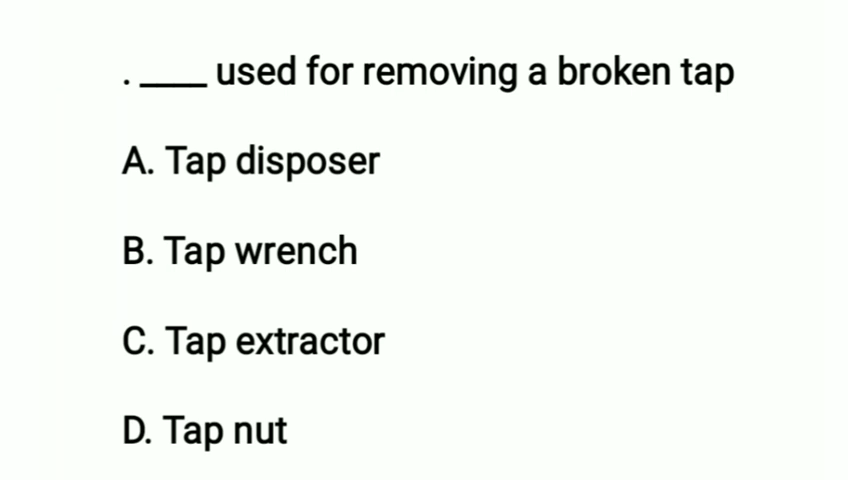 . ____ used for removing a broken tap
A. Tap disposer
B. Tap wrench
C. Tap extractor
D. Tap nut